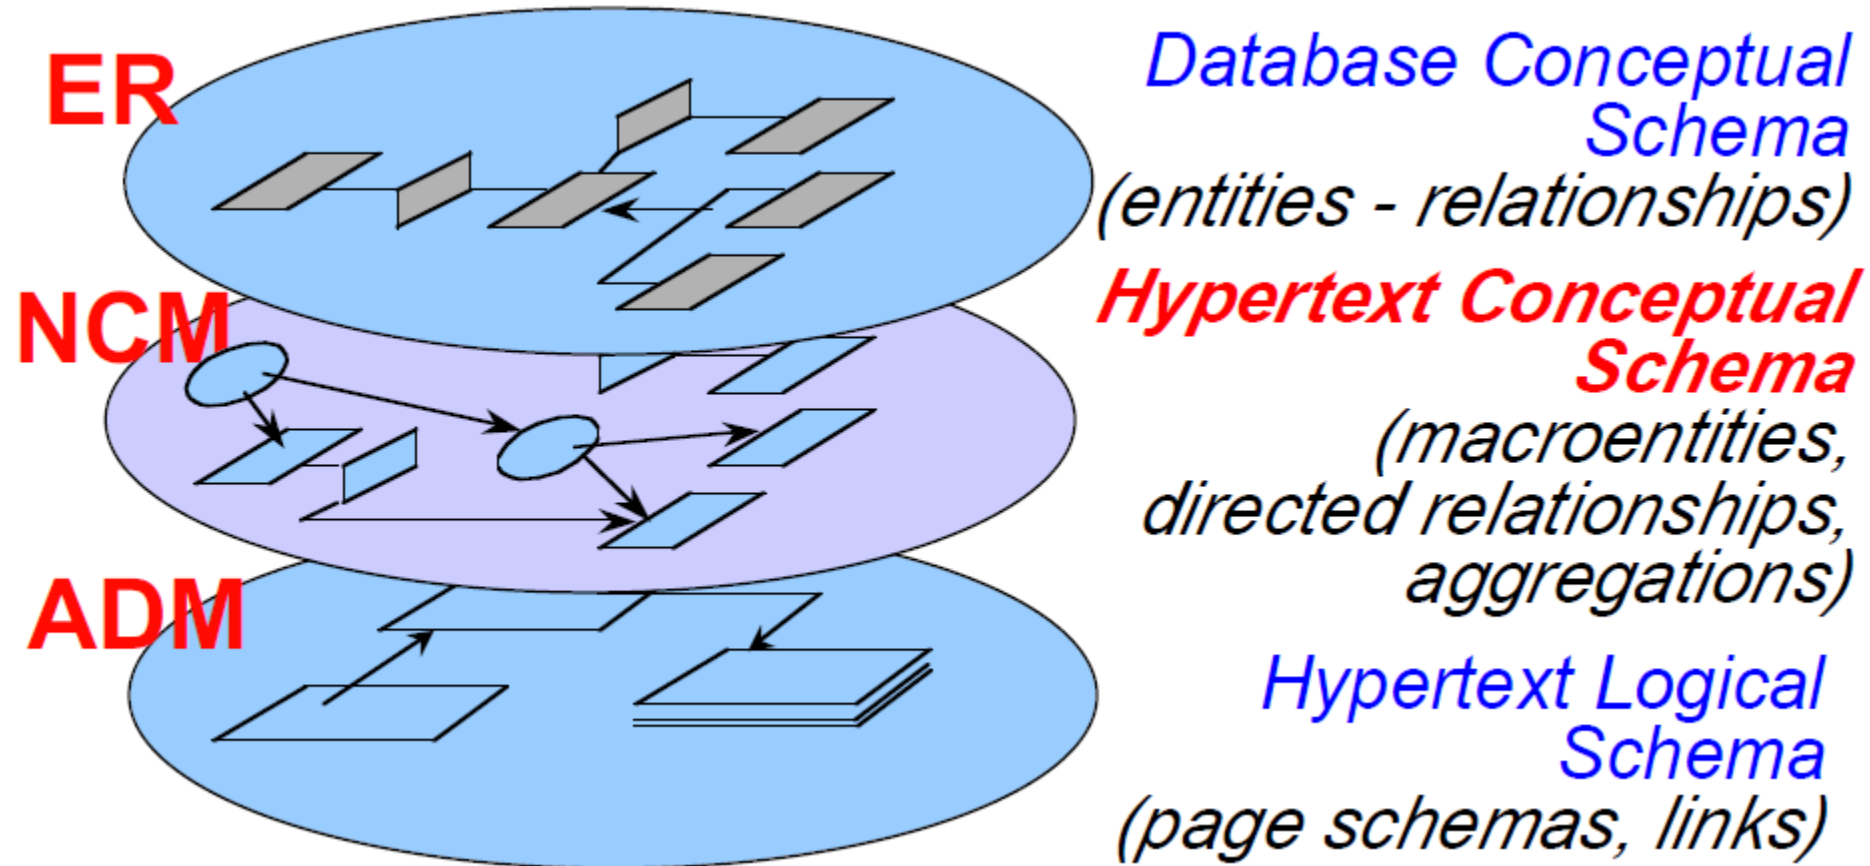 ER
Database Conceptual
Schema
(entities - relationships)
NCM
Hypertext Conceptual
Schema
(macroentities,
directed relationships,
aggregations)
ADM
Hypertext Logical
Schema
(page schemas, links)